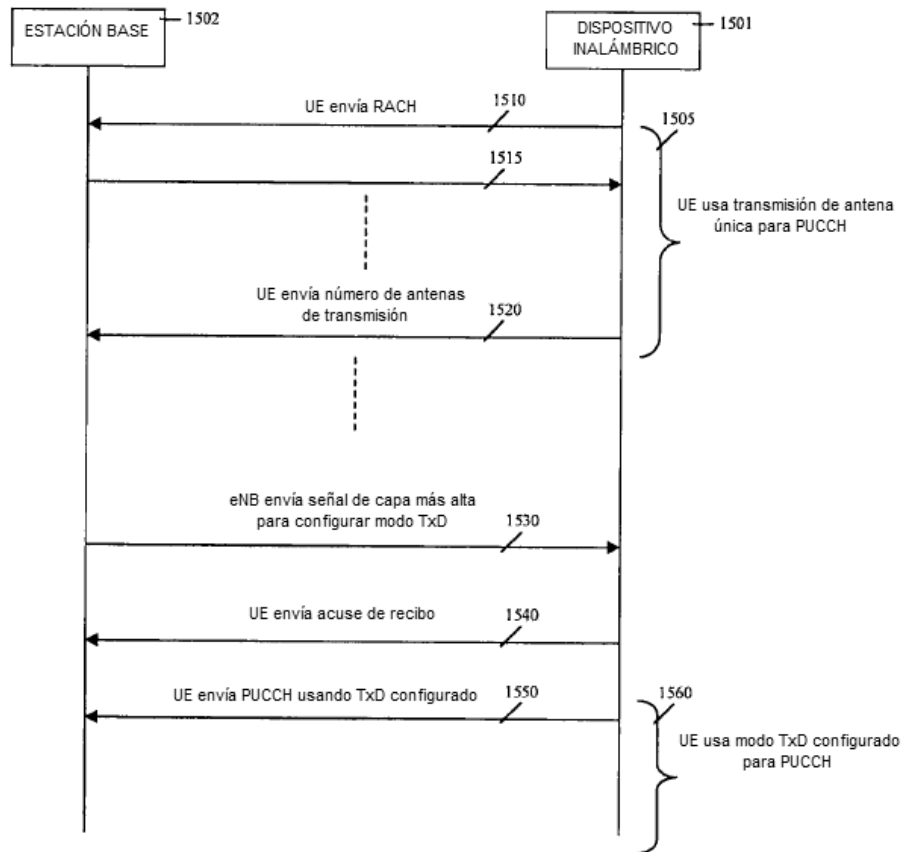 ESTACIÓN BASE
1502
DISPOSITIVO
INALÁMBRICO
1501
UE envía RACH
1510
1505
1515
UE usa transmisión de antena
única para PUCCH
UE envía número de antenas
de transmisión
1520
eNB envía señal de capa más alta
para configurar modo TxD
1530
UE envía acuse de recibo
1540
UE envía PUCCH usando TxD configurado
1550
1560
UE usa modo TxD configurado
para PUCCH